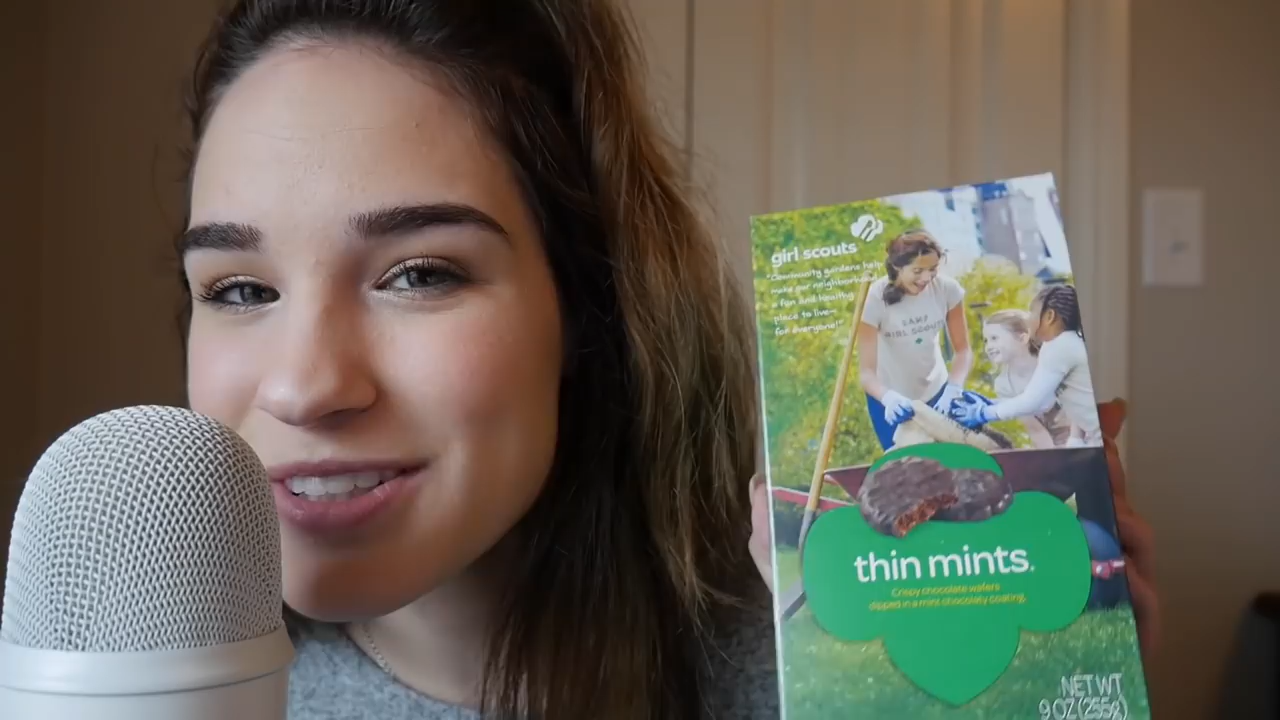 girl scouts
"Community gardens help
make our neighborhood
a fun and healthy
place to live—
for everyone!"
CAMP
GIRL SCOUT
thin mints.
Crispy chocolate wafers
dipped in a mint chocolaty coating.
NET WT
9 OZ (255g)